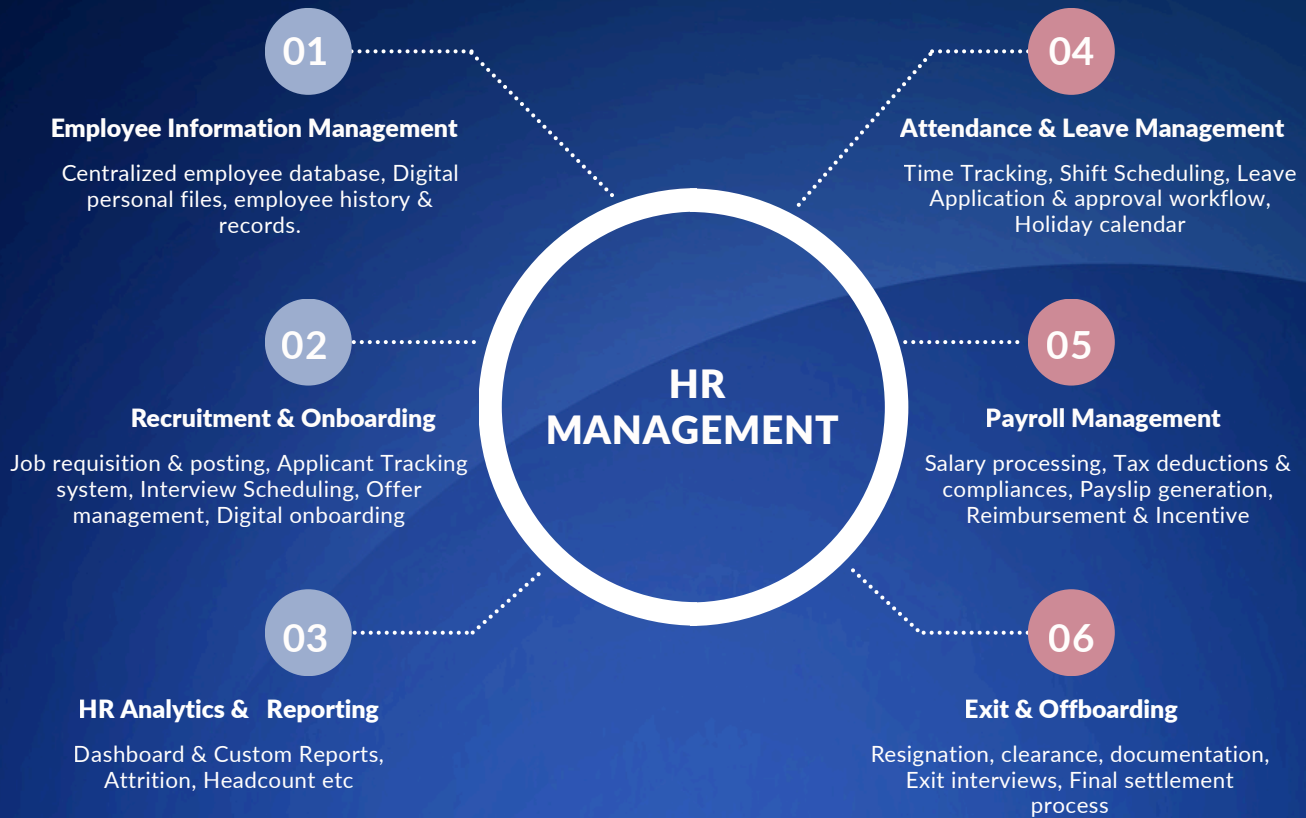 01
Employee Information Management
Centralized employee database, Digital
personal files, employee history &
records.
02
Recruitment & Onboarding
Job requisition & posting, Applicant Tracking
system, Interview Scheduling, Offer
management, Digital onboarding
03
HR Analytics & Reporting
Dashboard & Custom Reports,
Attrition, Headcount etc
HR
MANAGEMENT
04
Attendance & Leave Management
Time Tracking, Shift Scheduling, Leave
Application & approval workflow,
Holiday calendar
05
Payroll Management
Salary processing, Tax deductions &
compliances, Payslip generation,
Reimbursement & Incentive
06
Exit & Offboarding
Resignation, clearance, documentation,
Exit interviews, Final settlement
process